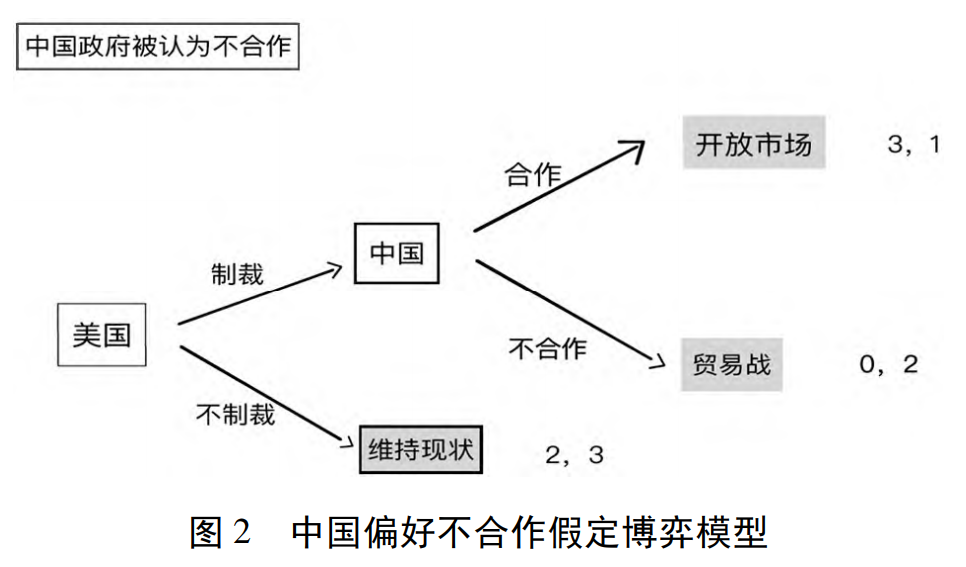 中国政府被认为不合作
开放市场 3，1
合作
中国
制裁
美国
不合作
贸易战 0，2
不制裁
维持现状 2，3
图 2 中国偏好不合作假定博弈模型